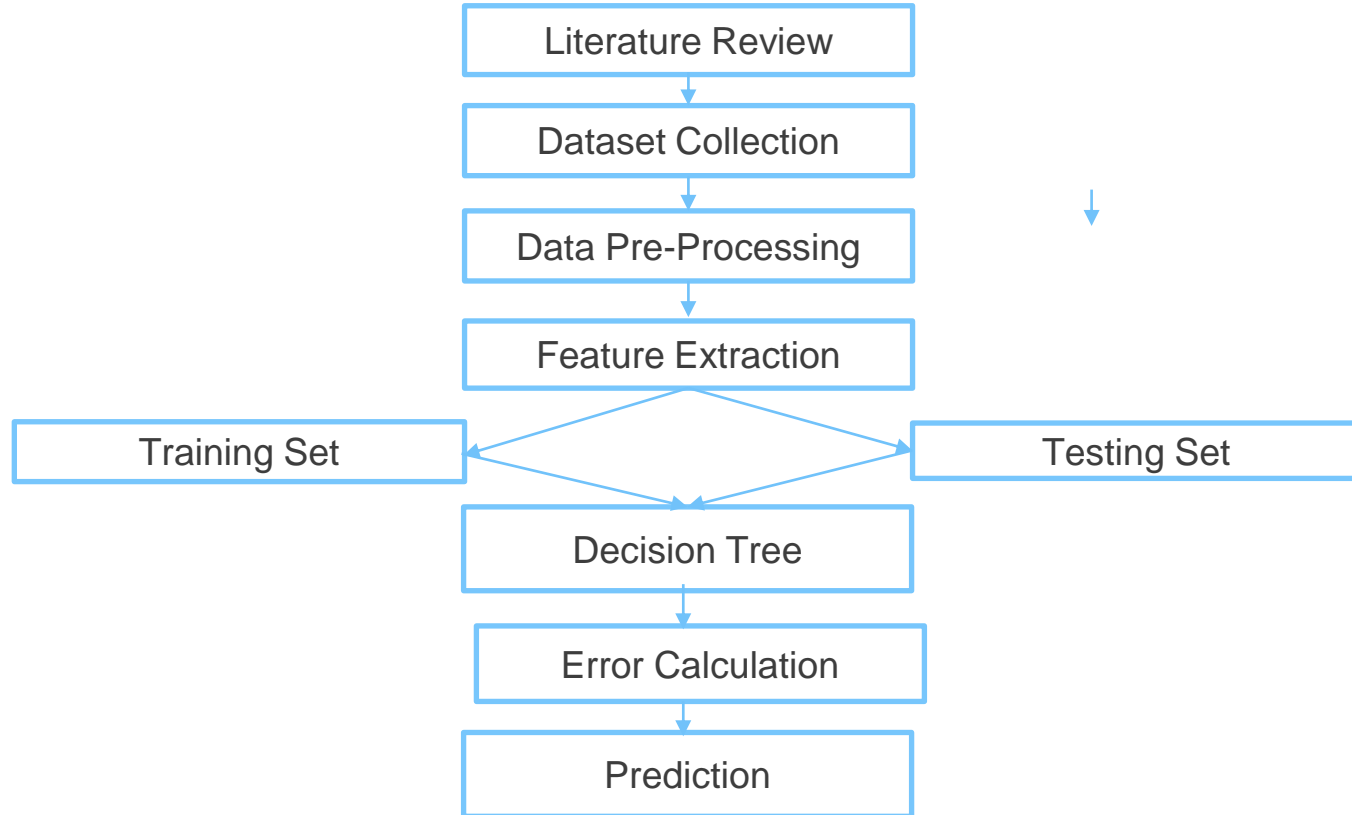 Literature Review
Dataset Collection
Data Pre-Processing
Feature Extraction
Training Set
Testing Set
Decision Tree
Error Calculation
Prediction